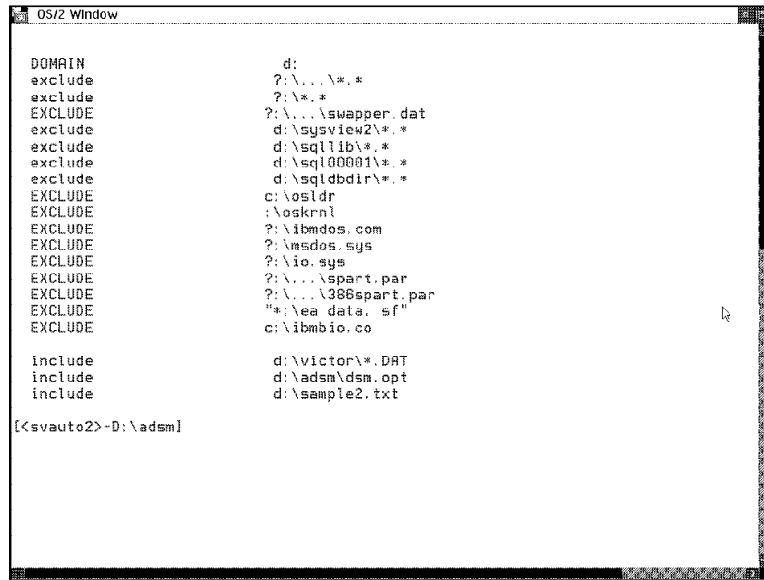 OS/2 Window
DOMAIN d:
exclude ?:\...\*.*
exclude ?:\*.*
EXCLUDE ?:\...\swapper.dat
exclude d:\sysview2\*.*
exclude d:\sqllib\*.*
exclude d:\sql00001\*.*
exclude d:\sqldbdir\*.*
EXCLUDE c:\osldr
EXCLUDE :\oskrnl
EXCLUDE ?:\ibmdos.com
EXCLUDE ?:\msdos.sys
EXCLUDE ?:\io.sys
EXCLUDE ?:\...\spart.par
EXCLUDE ?:\...\386spart.par
EXCLUDE "*:\ea data. sf"
EXCLUDE c:\ibmbio.co
include d:\victor\*.DAT
include d:\adsm\dsm.opt
include d:\sample2.txt
[<svauto2>-D:\adsm]